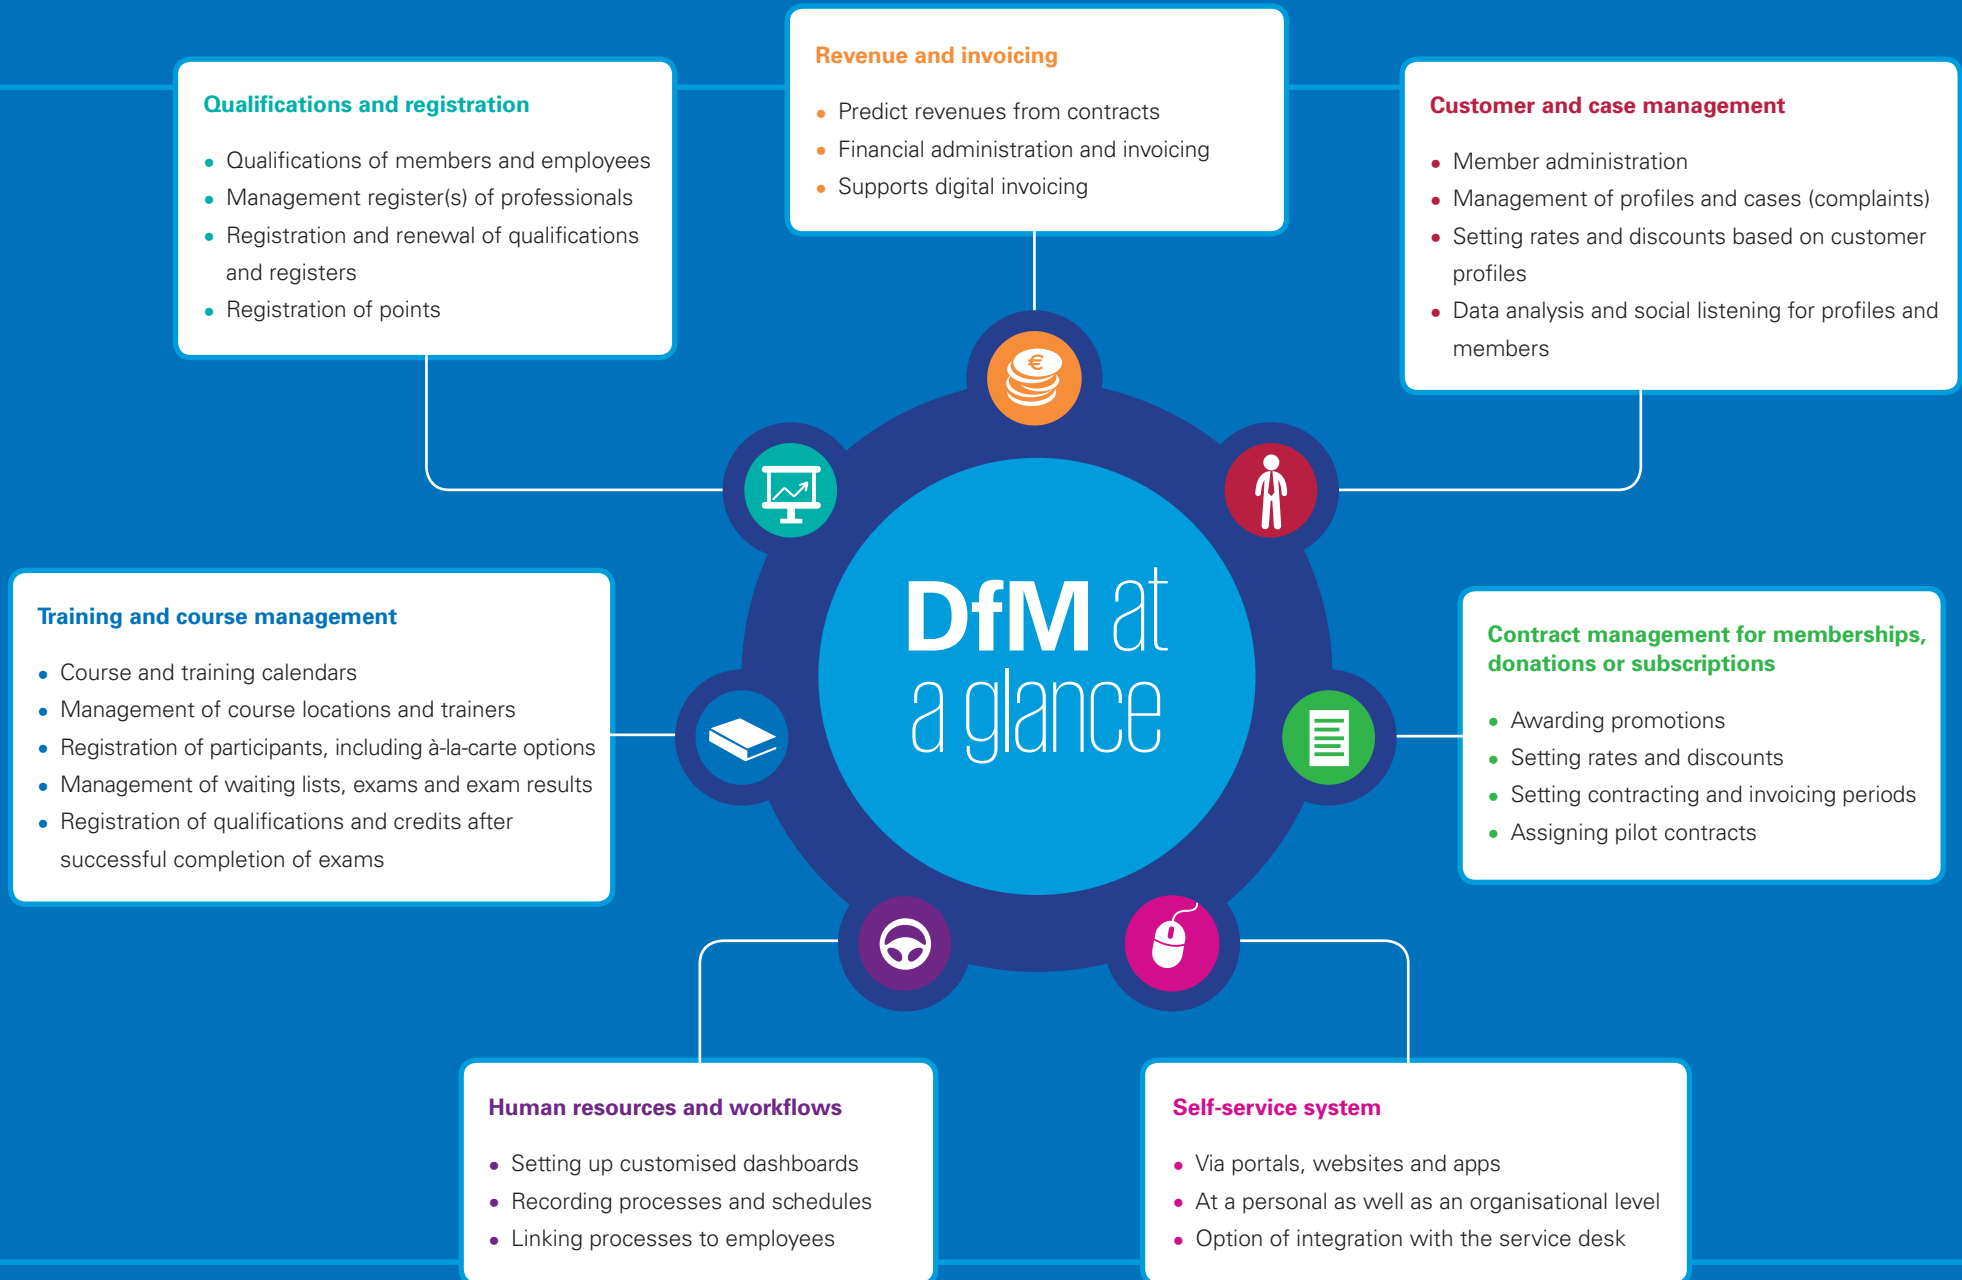 Revenue and invoicing
• Predict revenues from contracts
• Financial administration and invoicing
• Supports digital invoicing
Qualifications and registration
• Qualifications of members and employees
• Management register(s) of professionals
• Registration and renewal of qualifications
and registers
• Registration of points
Customer and case management
• Member administration
• Management of profiles and cases (complaints)
• Setting rates and discounts based on customer
profiles
• Data analysis and social listening for profiles and
members
€
DfM at
a glance
Training and course management
• Course and training calendars
• Management of course locations and trainers
• Registration of participants, including à-la-carte options
• Management of waiting lists, exams and exam results
• Registration of qualifications and credits after
successful completion of exams
Contract management for memberships,
donations or subscriptions
• Awarding promotions
• Setting rates and discounts
• Setting contracting and invoicing periods
• Assigning pilot contracts
Human resources and workflows
• Setting up customised dashboards
• Recording processes and schedules
• Linking processes to employees
Self-service system
• Via portals, websites and apps
• At a personal as well as an organisational level
• Option of integration with the service desk